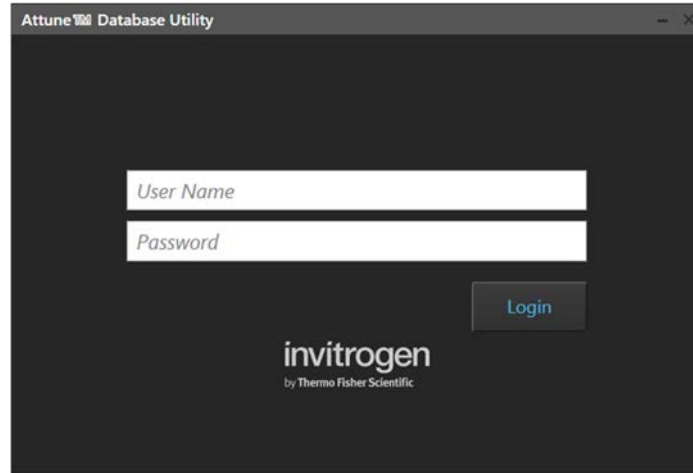 Attune™ Database Utility
User Name
Password
Login
invitrogen
by Thermo Fisher Scientific